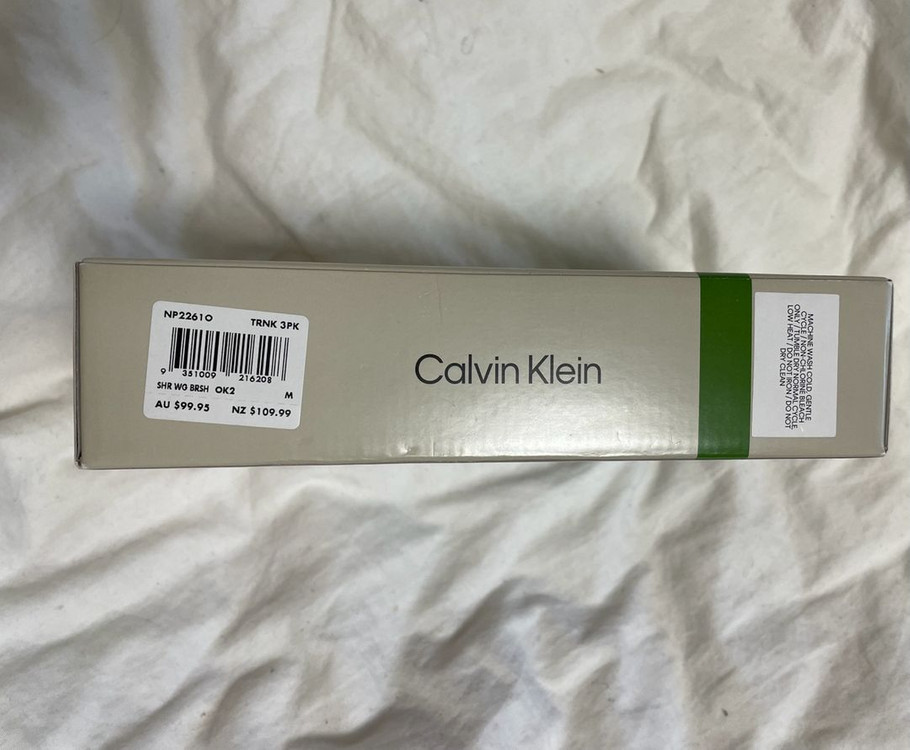 NP2261O
TRNK 3PK
9 351009 216208
SHR WG BRSH OK2
M
AU $99.95 NZ $109.99
Calvin Klein
MACHINE WASH COLD, GENTLE
CYCLE / NON-CHLORINE BLEACH
ONLY / TUMBLE DRY NORMAL CYCLE,
LOW HEAT / DO NOT IRON / DO NOT
DRY CLEAN